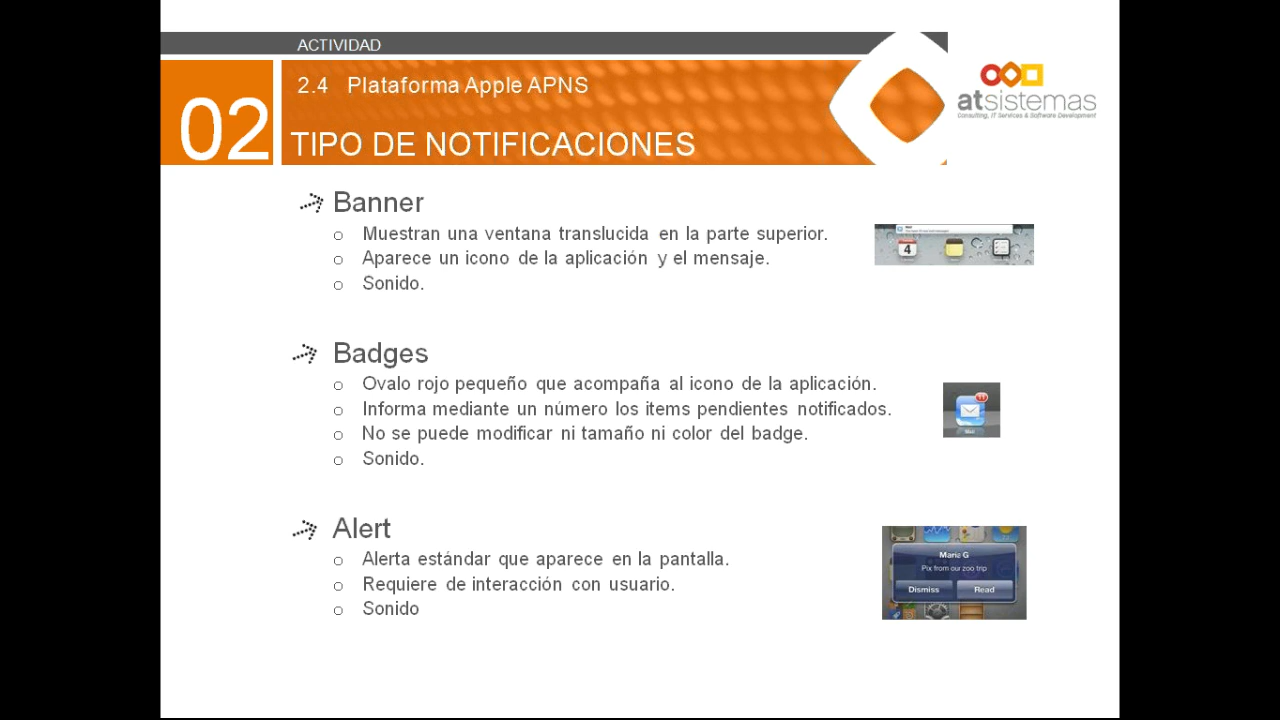 ACTIVIDAD
02
2.4 Plataforma Apple APNS
TIPO DE NOTIFICACIONES
atsistemas
Consulting, IT Services & Software Development
Banner
o Muestran una ventana translucida en la parte superior.
o Aparece un icono de la aplicación y el mensaje.
o Sonido.
4
Badges
o Ovalo rojo pequeño que acompaña al icono de la aplicación.
o Informa mediante un número los items pendientes notificados.
o No se puede modificar ni tamaño ni color del badge.
o Sonido.
11
Mail
Alert
o Alerta estándar que aparece en la pantalla.
o Requiere de interacción con usuario.
o Sonido
Maria G
Pix from our zoo trip
Dismiss Read